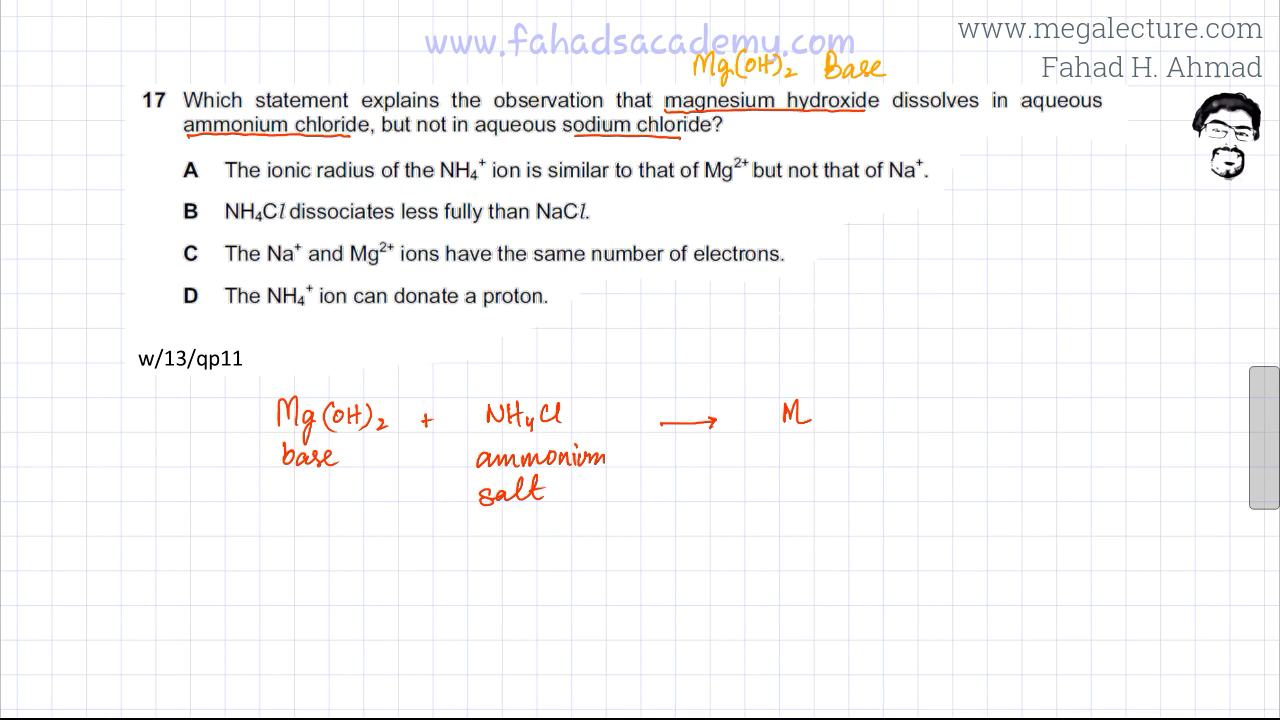 www.fahadsacademy.com
www.megalecture.com
Fahad H. Ahmad
Mg(OH)₂ Base
17 Which statement explains the observation that magnesium hydroxide dissolves in aqueous
ammonium chloride, but not in aqueous sodium chloride?
A The ionic radius of the NH₄⁺ ion is similar to that of Mg²⁺ but not that of Na⁺.
B NH₄Cl dissociates less fully than NaCl.
C The Na⁺ and Mg²⁺ ions have the same number of electrons.
D The NH₄⁺ ion can donate a proton.
w/13/qp11
Mg(OH)₂ + NH₄Cl → M
base ammonium
salt